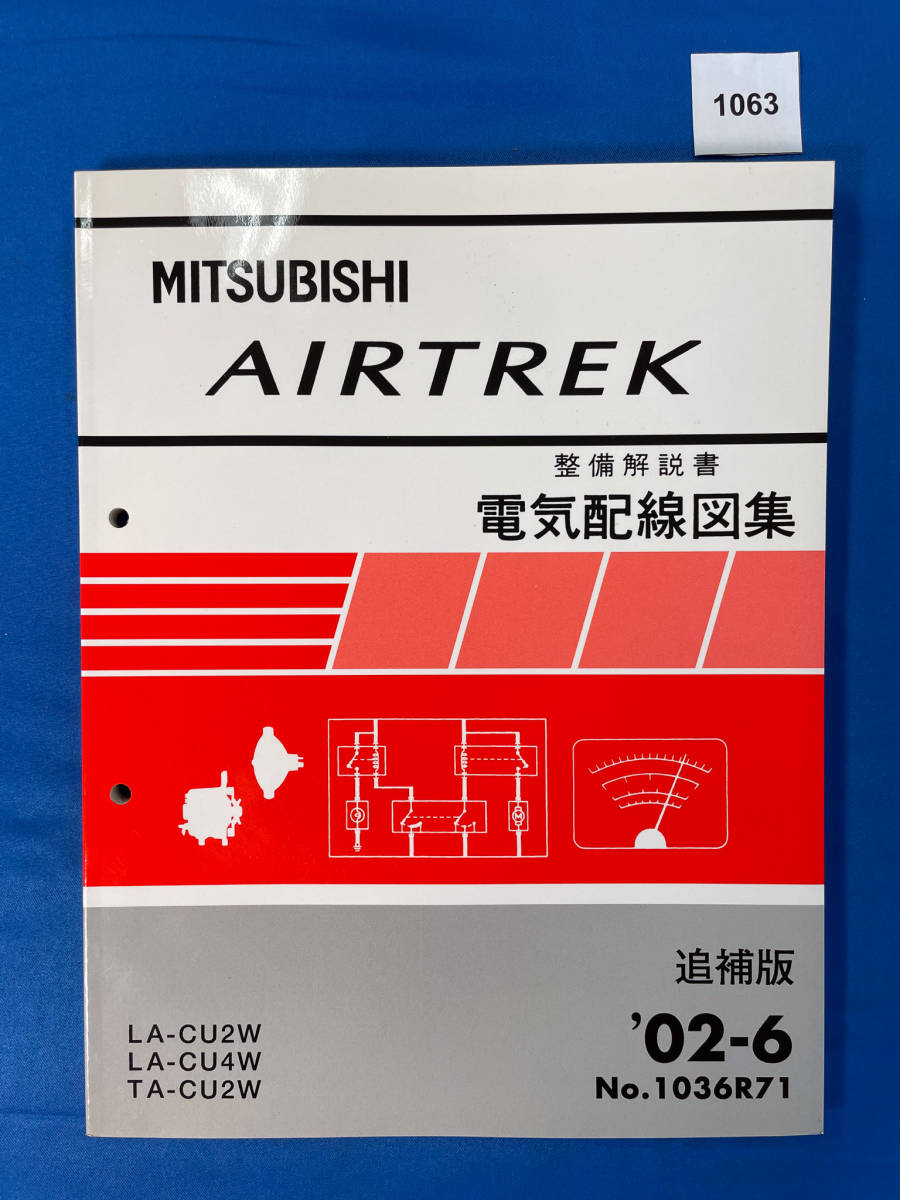 1063
MITSUBISHI
AIRTREK
整備解説書
電気配線図集
M
追補版
LA-CU2W
LA-CU4W
TA-CU2W
’02-6
No.1036R71